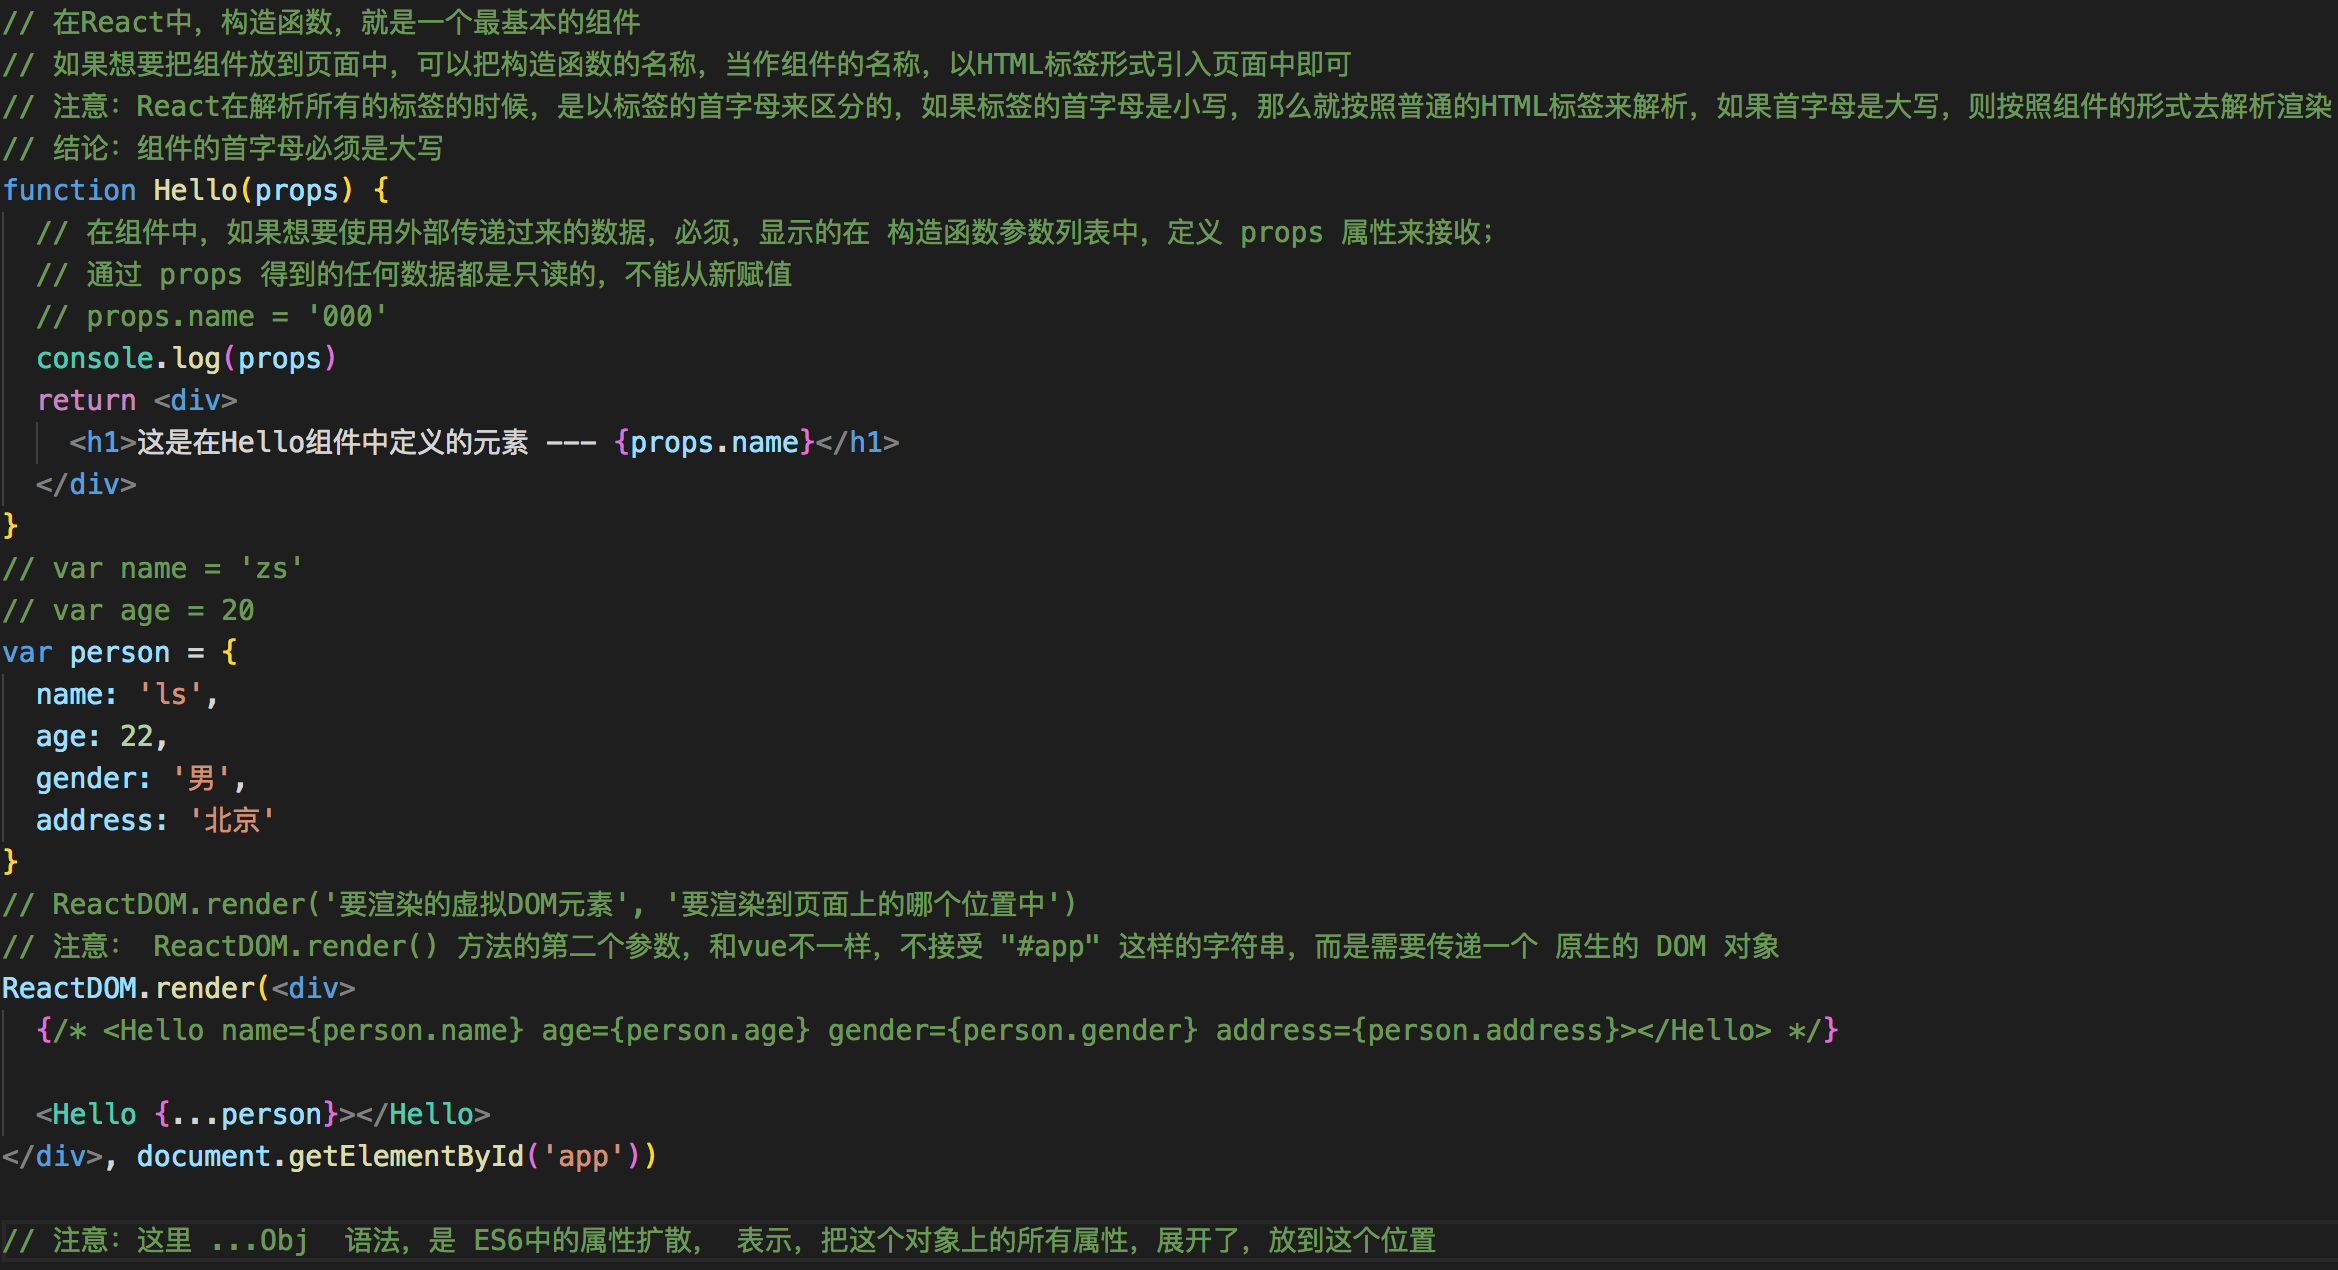 // 在React中，构造函数，就是一个最基本的组件
// 如果想要把组件放到页面中，可以把构造函数的名称，当作组件的名称，以HTML标签形式引入页面中即可
// 注意：React在解析所有的标签的时候，是以标签的首字母来区分的，如果标签的首字母是小写，那么就按照普通的HTML标签来解析，如果首字母是大写，则按照组件的形式去解析渲染
// 结论：组件的首字母必须是大写
function Hello(props) {
  // 在组件中，如果想要使用外部传递过来的数据，必须，显示的在 构造函数参数列表中，定义 props 属性来接收；
  // 通过 props 得到的任何数据都是只读的，不能从新赋值
  // props.name = '000'
  console.log(props)
  return <div>
    <h1>这是在Hello组件中定义的元素 --- {props.name}</h1>
  </div>
}
// var name = 'zs'
// var age = 20
var person = {
  name: 'ls',
  age: 22,
  gender: '男',
  address: '北京'
}
// ReactDOM.render('要渲染的虚拟DOM元素', '要渲染到页面上的哪个位置中')
// 注意： ReactDOM.render() 方法的第二个参数，和vue不一样，不接受 "#app" 这样的字符串，而是需要传递一个 原生的 DOM 对象
ReactDOM.render(<div>
  {/* <Hello name={person.name} age={person.age} gender={person.gender} address={person.address}></Hello> */}
  <Hello {...person}></Hello>
</div>, document.getElementById('app'))
// 注意：这里 ...Obj  语法，是 ES6中的属性扩散， 表示，把这个对象上的所有属性，展开了，放到这个位置